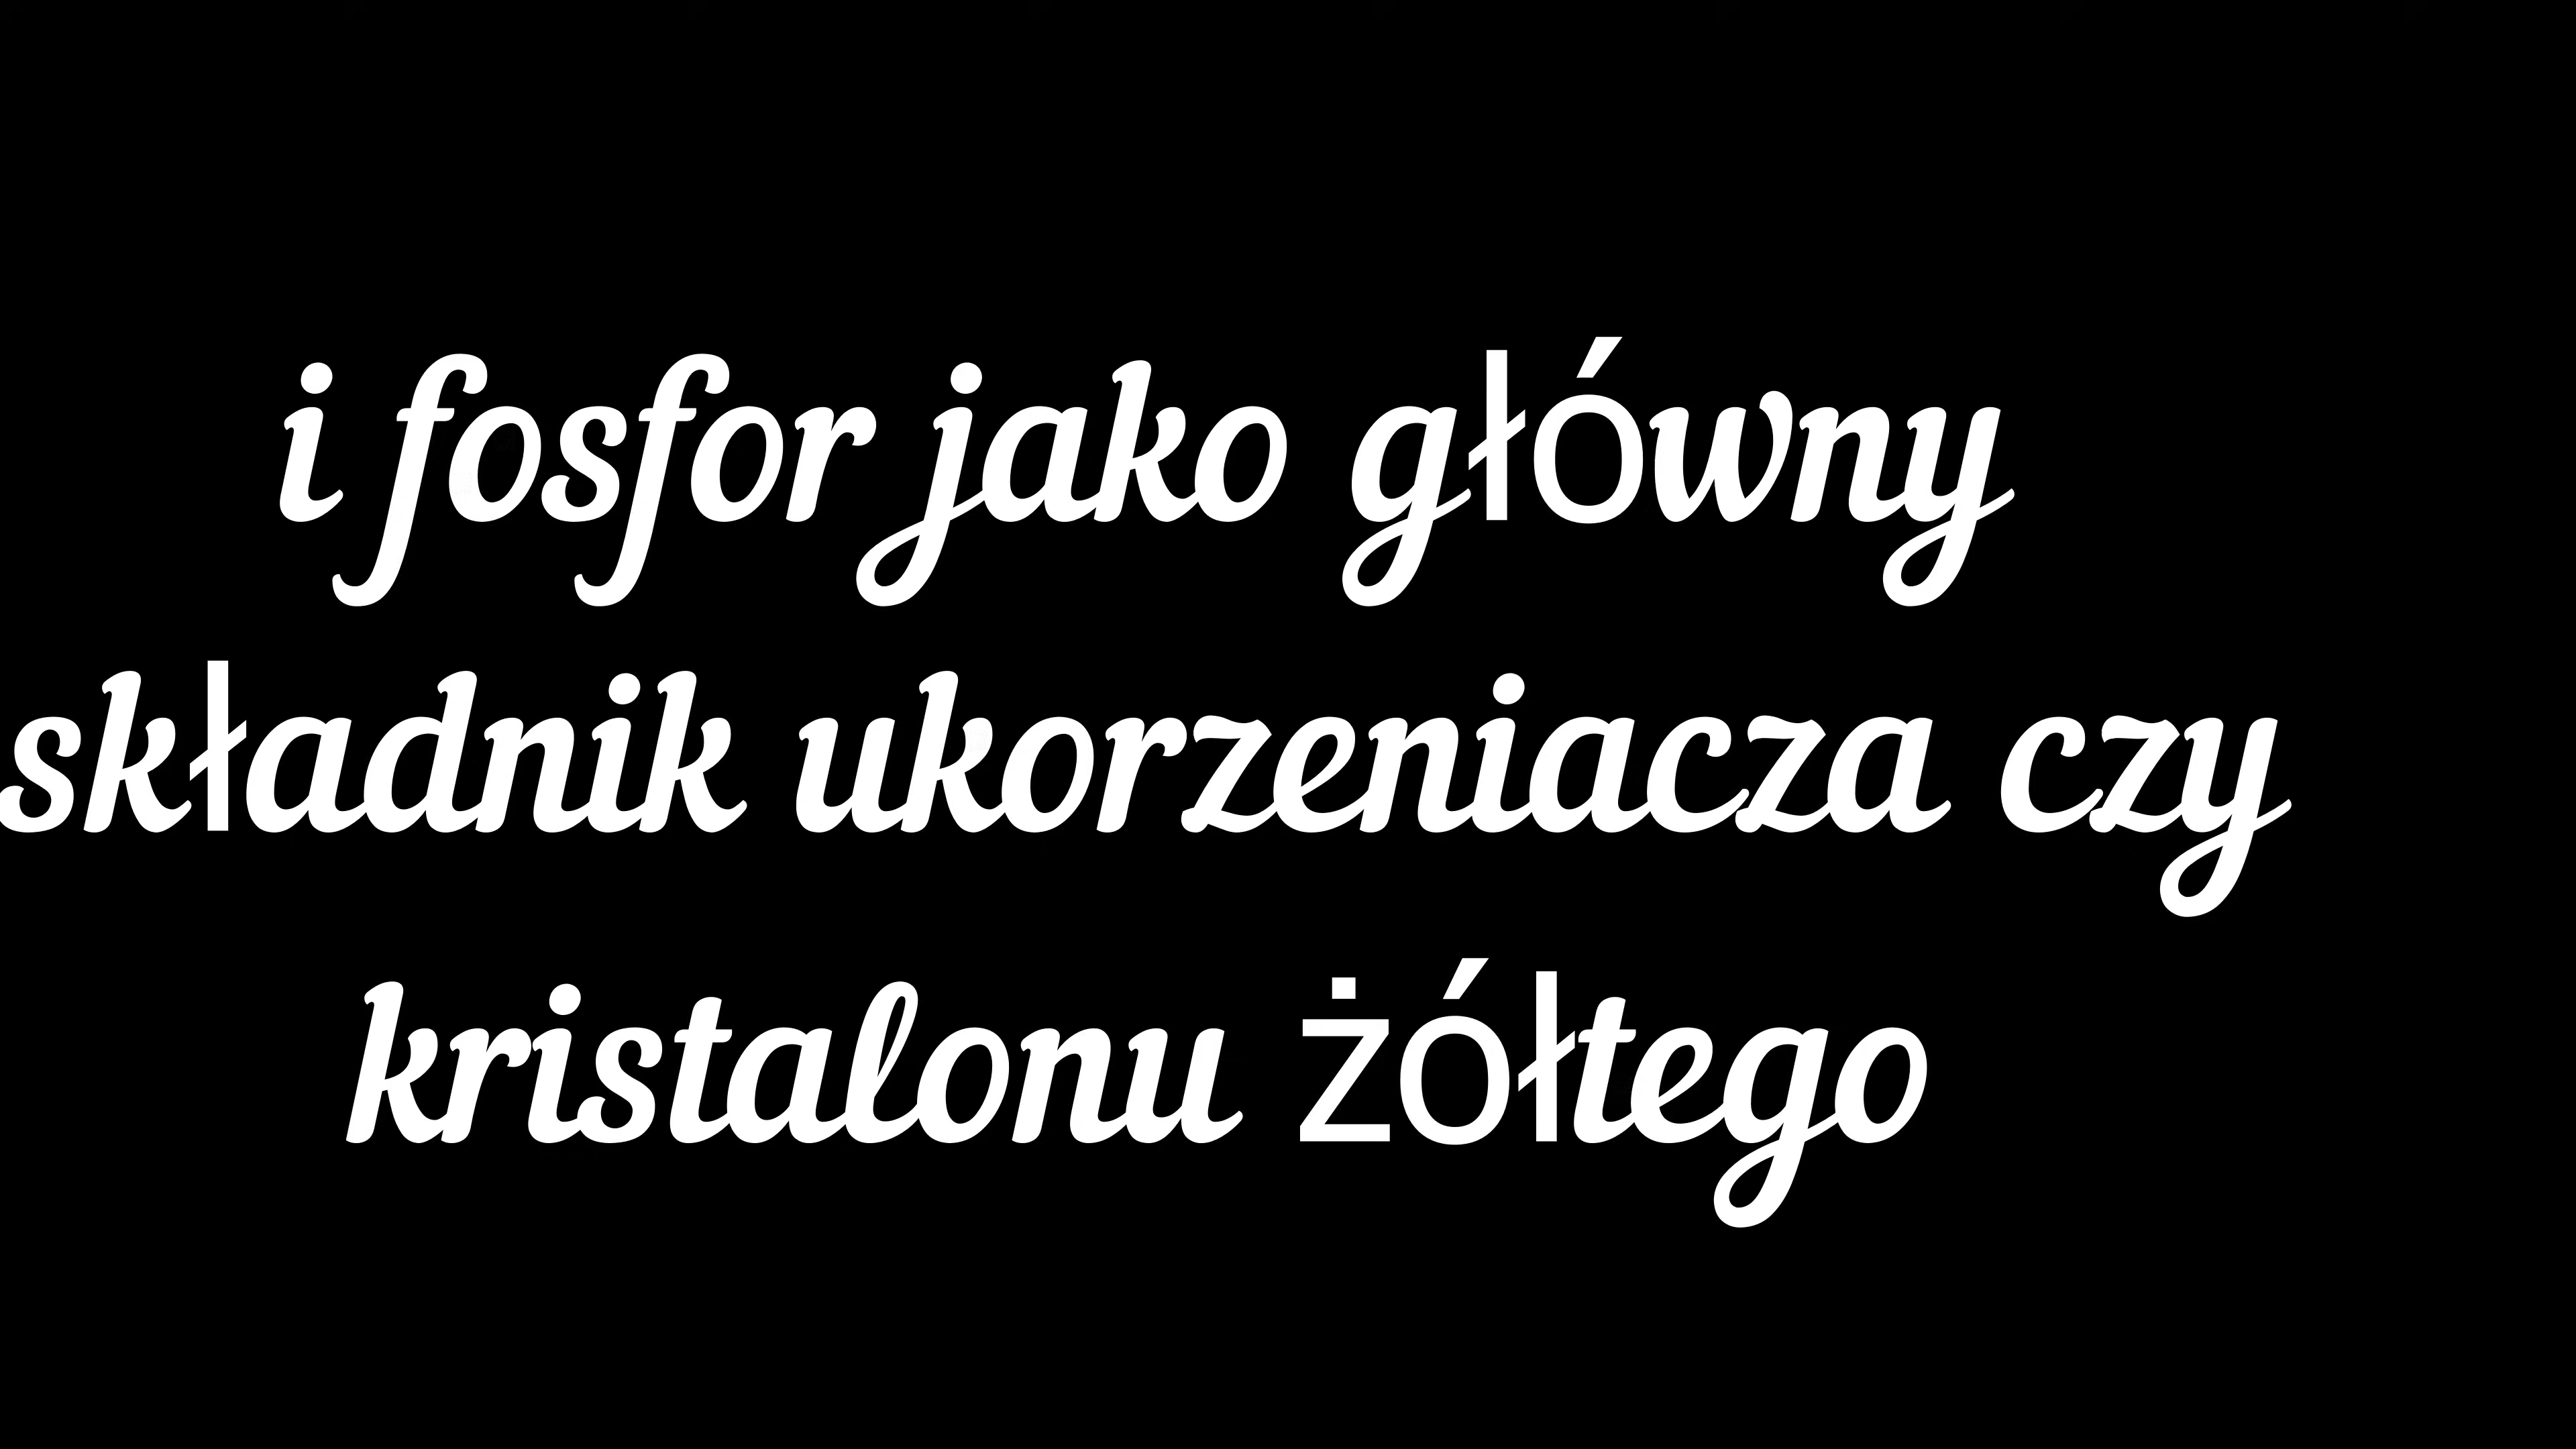 i fosfor jako główny
składnik ukorzeniacza czy
kristalonu żółtego